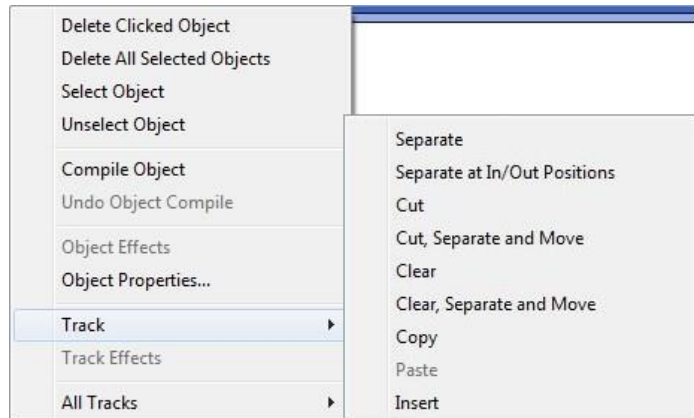 Delete Clicked Object
Delete All Selected Objects
Select Object
Unselect Object
Compile Object
Undo Object Compile
Object Effects
Object Properties...
Track
Track Effects
All Tracks
Separate
Separate at In/Out Positions
Cut
Cut, Separate and Move
Clear
Clear, Separate and Move
Copy
Paste
Insert